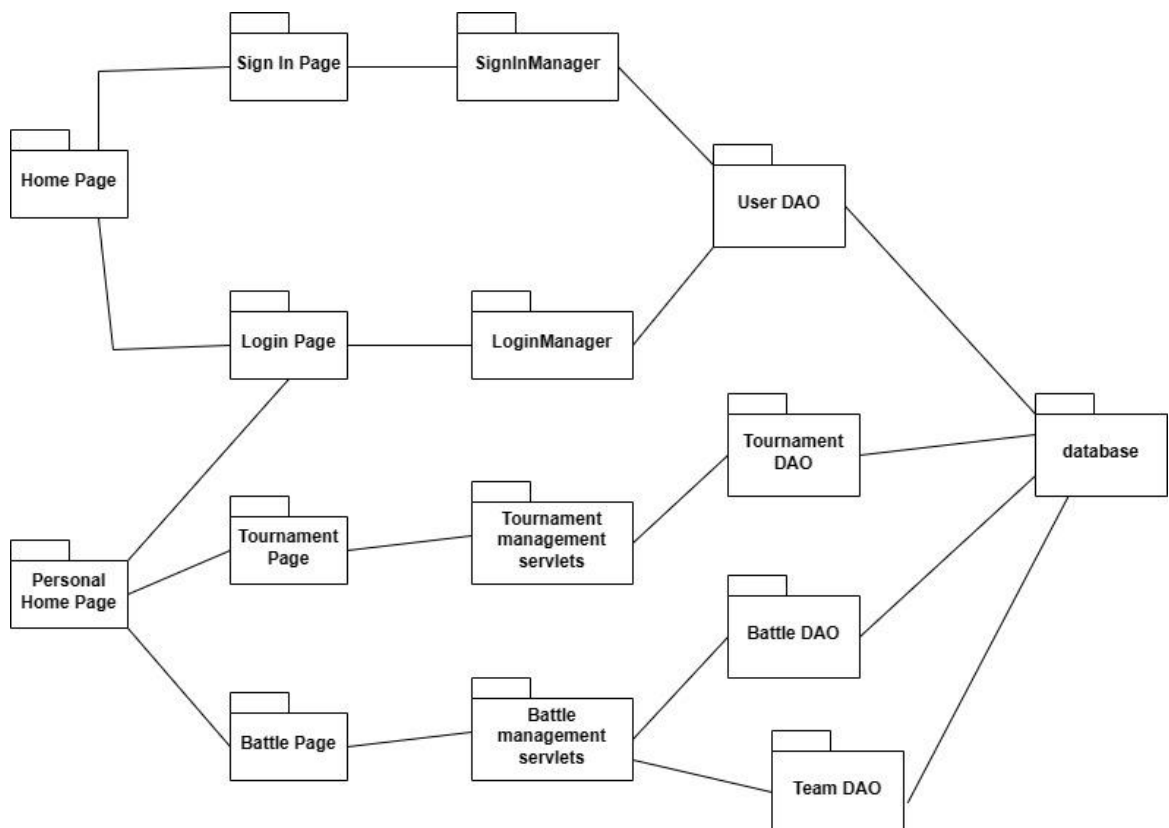 Sign In Page
SignInManager
Home Page
User DAO
Login Page
LoginManager
Tournament
DAO
database
Tournament
Page
Tournament
management
servlets
Personal
Home Page
Battle DAO
Battle Page
Battle
management
servlets
Team DAO